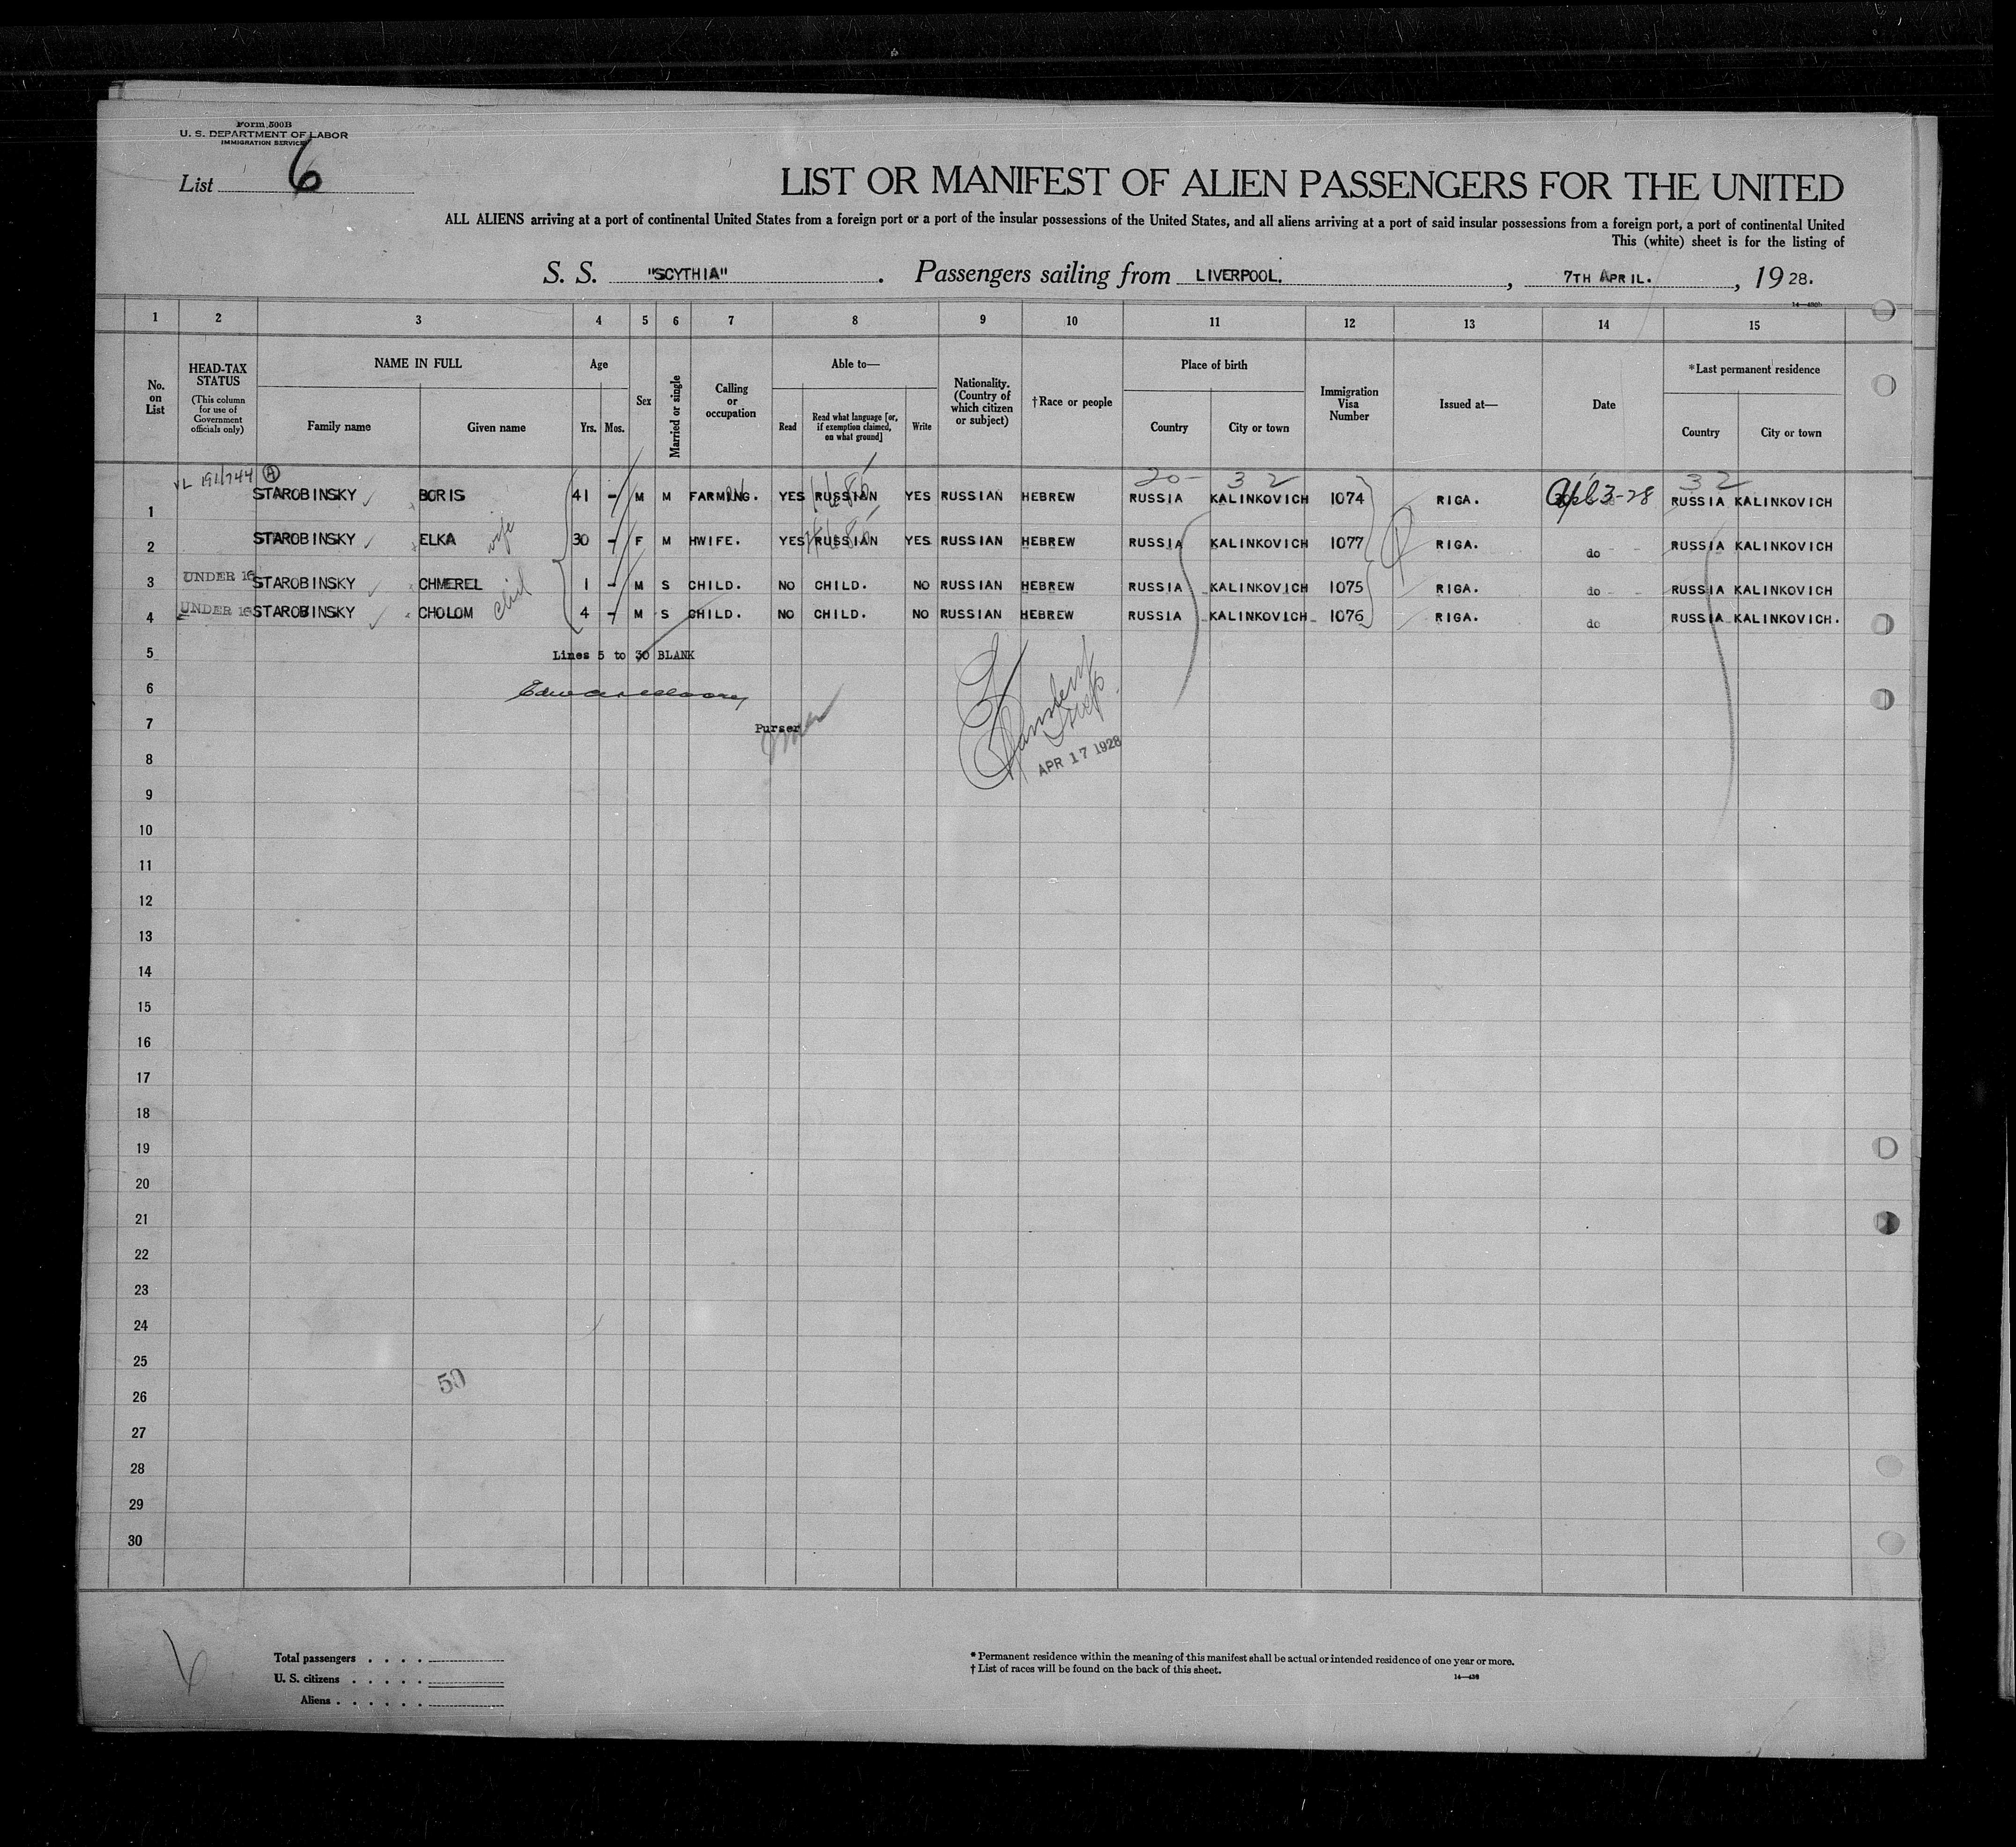 Form 500B
U. S. DEPARTMENT OF LABOR
IMMIGRATION SERVICE
List 6
LIST OR MANIFEST OF ALIEN PASSENGERS FOR THE UNITED
ALL ALIENS arriving at a port of continental United States from a foreign port or a port of the insular possessions of the United States, and all aliens arriving at a port of said insular possessions from a foreign port, a port of continental United
This (white) sheet is for the listing of
S. S. "SCYTHIA" . Passengers sailing from LIVERPOOL. , 7TH APRIL. , 1928.
1 2 3 4 5 6 7 8 9 10 11 12 13 14 15
No. on List
HEAD-TAX STATUS
(This column for use of Government officials only)
NAME IN FULL
Family name Given name
Age
Yrs. Mos.
Sex
Married or single
Calling or occupation
Able to—
Read
Read what language [or, if exemption claimed, on what ground]
Write
Nationality. (Country of which citizen or subject)
†Race or people
Place of birth
Country City or town
Immigration Visa Number
Issued at—
Date
*Last permanent residence
Country City or town
A 20- 32 32
1 STAROBINSKY BORIS 41 - M M FARMING. YES RUSSIAN YES RUSSIAN HEBREW RUSSIA KALINKOVICH 1074 RIGA. Apl 3-28 RUSSIA KALINKOVICH
2 STAROBINSKY ELKA wife 30 - F M HWIFE. YES RUSSIAN YES RUSSIAN HEBREW RUSSIA KALINKOVICH 1077 RIGA. do RUSSIA KALINKOVICH
3 UNDER 16 STAROBINSKY CHMEREL 1 - M S CHILD. NO CHILD. NO RUSSIAN HEBREW RUSSIA KALINKOVICH 1075 RIGA. do RUSSIA KALINKOVICH
4 UNDER 16 STAROBINSKY CHOLOM 4 - M S CHILD. NO CHILD. NO RUSSIAN HEBREW RUSSIA KALINKOVICH 1076 RIGA. do RUSSIA KALINKOVICH.
5 Lines 5 to 30 BLANK
6
7 Purser
8 APR 17 1928
9
10
11
12
13
14
15
16
17
18
19
20
21
22
23
24
25
50
26
27
28
29
30
Total passengers . . . .
U. S. citizens . . . . .
Aliens . . . . . .
* Permanent residence within the meaning of this manifest shall be actual or intended residence of one year or more.
† List of races will be found on the back of this sheet.